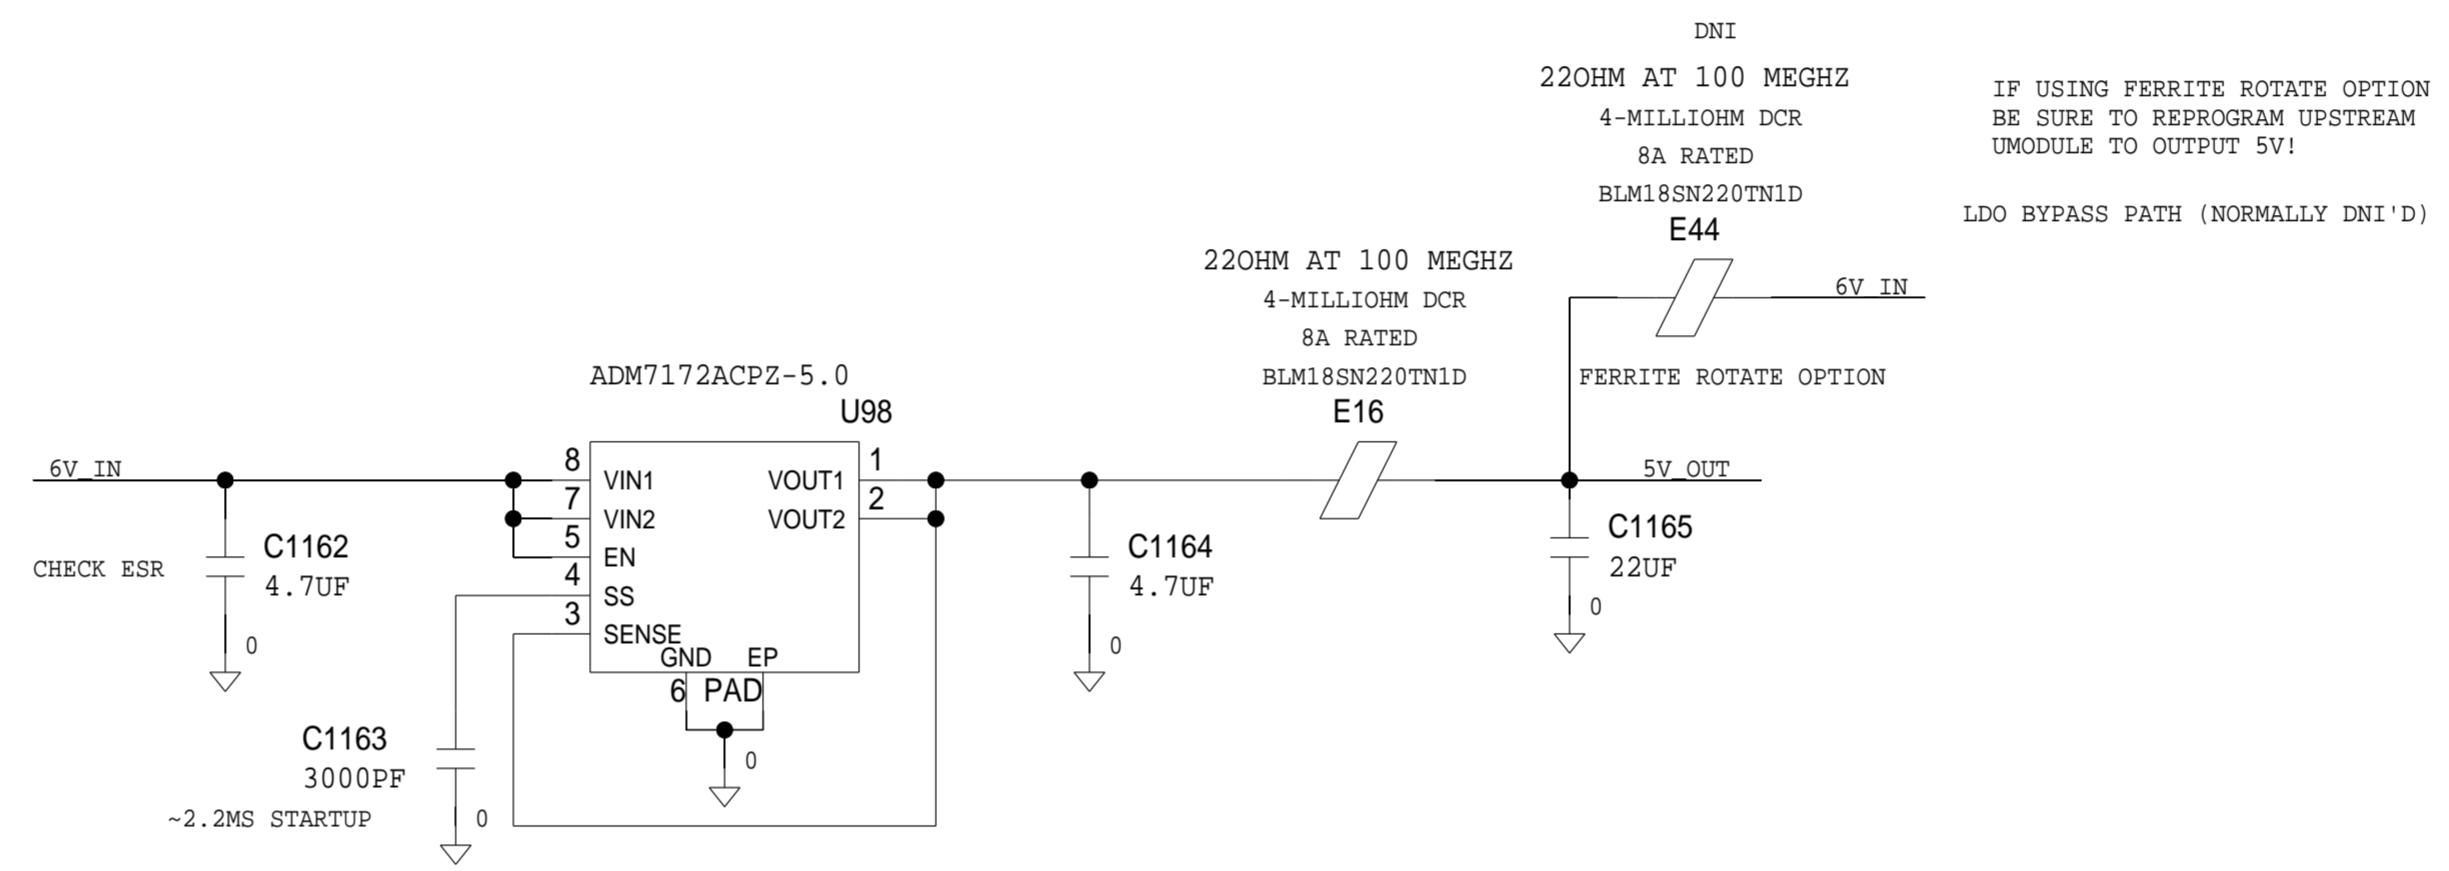 DNI
22OHM AT 100 MEGHZ
4-MILLIOHM DCR
8A RATED
BLM18SN220TN1D
E44
IF USING FERRITE ROTATE OPTION
BE SURE TO REPROGRAM UPSTREAM
UMODULE TO OUTPUT 5V!
LDO BYPASS PATH (NORMALLY DNI'D)
22OHM AT 100 MEGHZ
4-MILLIOHM DCR
8A RATED
BLM18SN220TN1D
E16
6V_IN
FERRITE ROTATE OPTION
ADM7172ACPZ-5.0
U98
6V_IN
8
VIN1
7
VIN2
5
EN
4
SS
3
SENSE
VOUT1
1
VOUT2
2
GND
EP
6
PAD
0
5V_OUT
CHECK ESR
C1162
4.7UF
0
C1164
4.7UF
0
C1165
22UF
0
C1163
3000PF
~2.2MS STARTUP
0